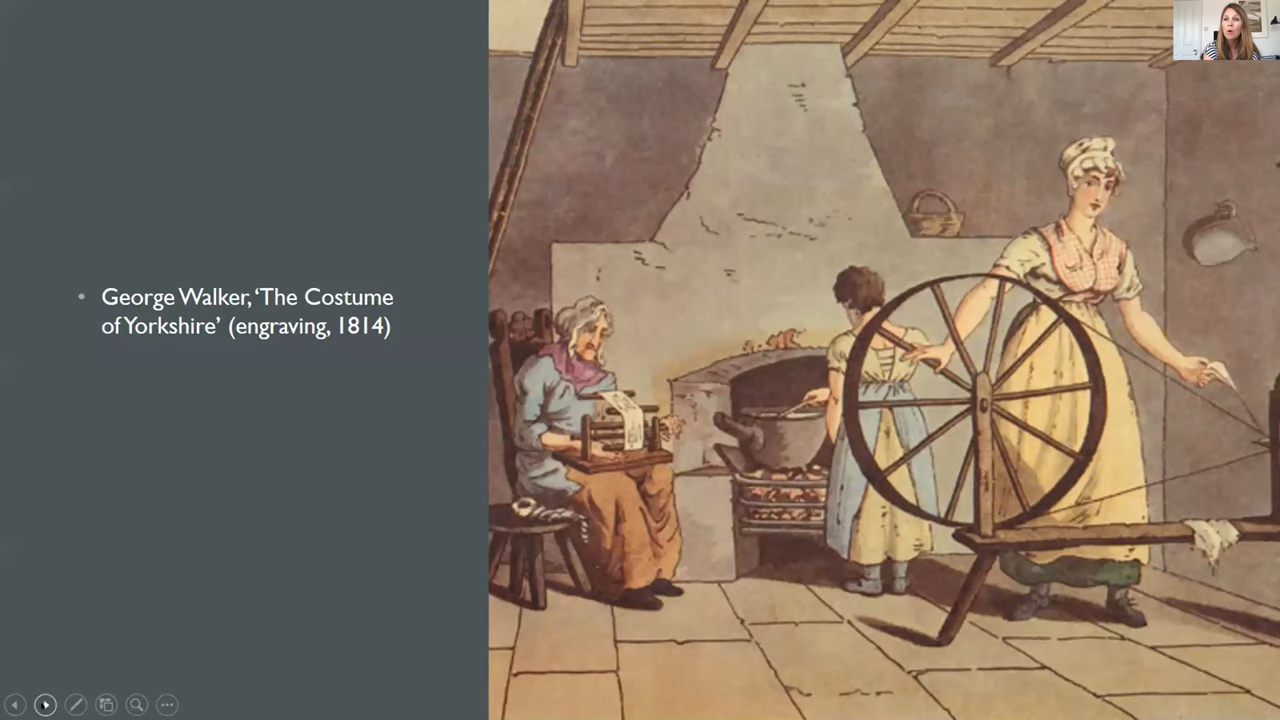 George Walker, ‘The Costume
of Yorkshire’ (engraving, 1814)